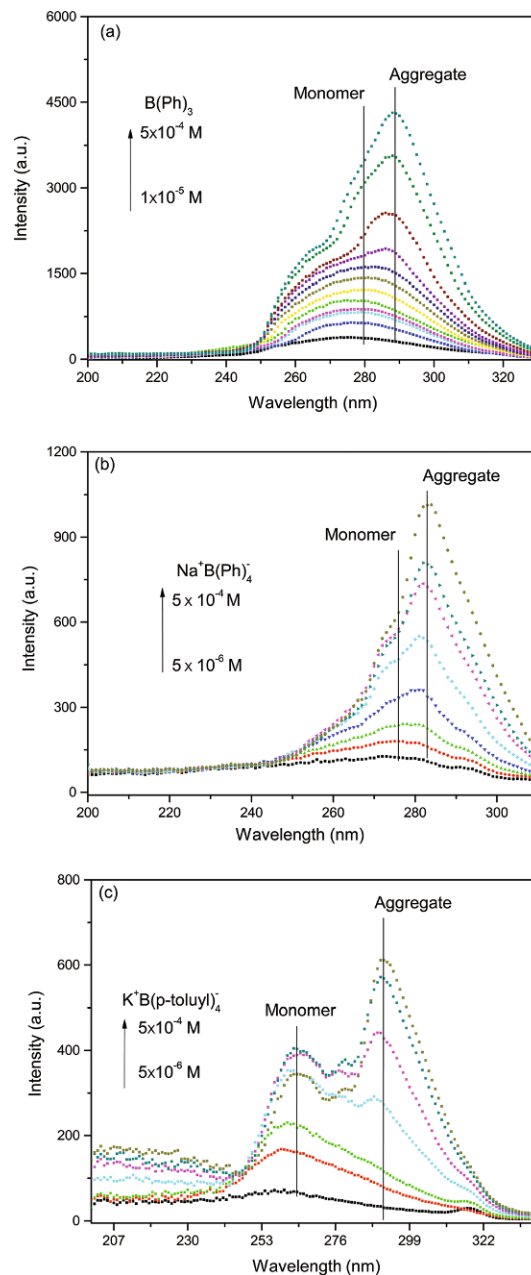 (a)
6000
4500
3000
1500
0
Intensity (a.u.)
B(Ph)₃
5x10⁻⁴ M
1x10⁻⁵ M
Monomer
Aggregate
200 220 240 260 280 300 320
Wavelength (nm)
(b)
1200
900
600
300
0
Intensity (a.u.)
Na⁺B(Ph)₄⁻
5 x 10⁻⁴ M
5 x 10⁻⁶ M
Monomer
Aggregate
200 220 240 260 280 300
Wavelength (nm)
(c)
800
600
400
200
0
Intensity (a.u.)
K⁺B(p-toluyl)₄⁻
5x10⁻⁴ M
5x10⁻⁶ M
Monomer
Aggregate
207 230 253 276 299 322
Wavelength (nm)